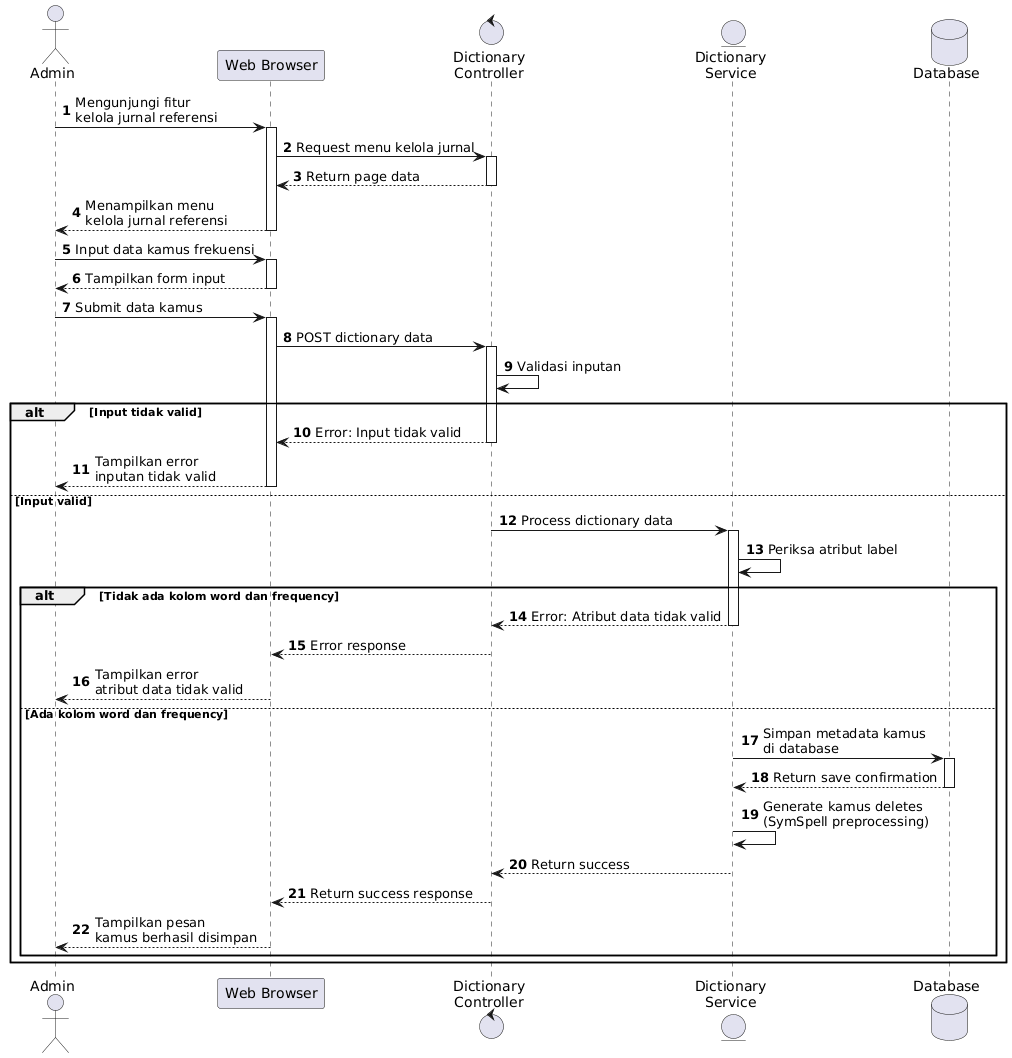 Admin
Web Browser
Dictionary
Controller
Dictionary
Service
Database
1 Mengunjungi fitur
kelola jurnal referensi
2 Request menu kelola jurnal
3 Return page data
4 Menampilkan menu
kelola jurnal referensi
5 Input data kamus frekuensi
6 Tampilkan form input
7 Submit data kamus
8 POST dictionary data
9 Validasi inputan
alt [Input tidak valid]
10 Error: Input tidak valid
11 Tampilkan error
inputan tidak valid
[Input valid]
12 Process dictionary data
13 Periksa atribut label
alt [Tidak ada kolom word dan frequency]
14 Error: Atribut data tidak valid
15 Error response
16 Tampilkan error
atribut data tidak valid
[Ada kolom word dan frequency]
17 Simpan metadata kamus
di database
18 Return save confirmation
19 Generate kamus deletes
(SymSpell preprocessing)
20 Return success
21 Return success response
22 Tampilkan pesan
kamus berhasil disimpan
Admin
Web Browser
Dictionary
Controller
Dictionary
Service
Database